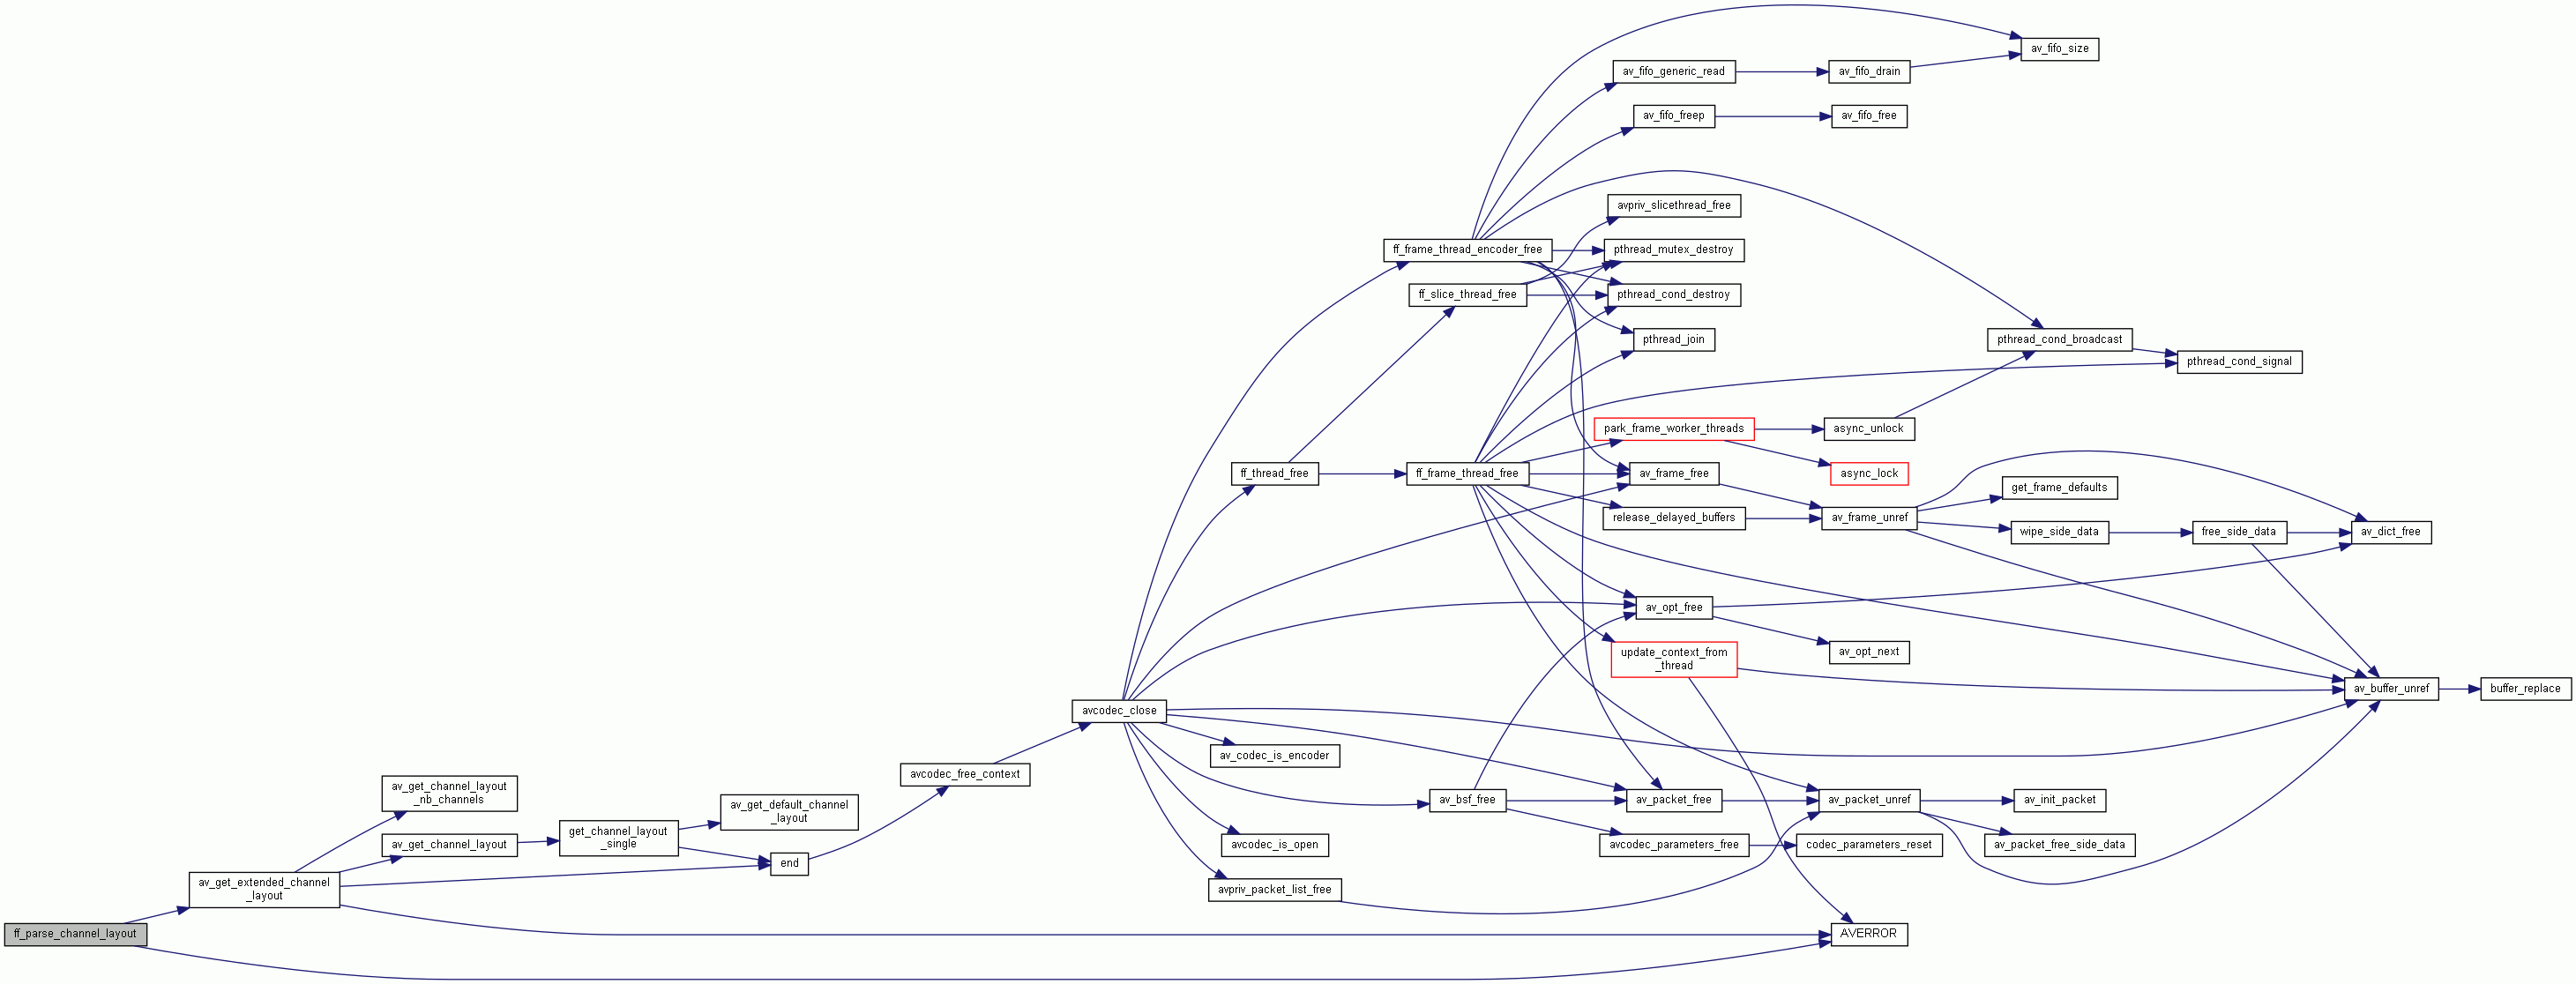 av_fifo_size
av_fifo_generic_read
av_fifo_drain
av_fifo_freep
av_fifo_free
avpriv_slicethread_free
ff_frame_thread_encoder_free
pthread_mutex_destroy
ff_slice_thread_free
pthread_cond_destroy
pthread_join
pthread_cond_broadcast
pthread_cond_signal
park_frame_worker_threads
async_unlock
ff_thread_free
ff_frame_thread_free
av_frame_free
async_lock
get_frame_defaults
release_delayed_buffers
av_frame_unref
wipe_side_data
free_side_data
av_dict_free
av_opt_free
update_context_from
_thread
av_opt_next
av_buffer_unref
buffer_replace
avcodec_close
av_codec_is_encoder
avcodec_free_context
av_get_channel_layout
_nb_channels
av_get_default_channel
_layout
av_bsf_free
av_packet_free
av_packet_unref
av_init_packet
av_get_channel_layout
get_channel_layout
_single
avcodec_is_open
avcodec_parameters_free
codec_parameters_reset
av_packet_free_side_data
end
av_get_extended_channel
_layout
avpriv_packet_list_free
ff_parse_channel_layout
AVERROR